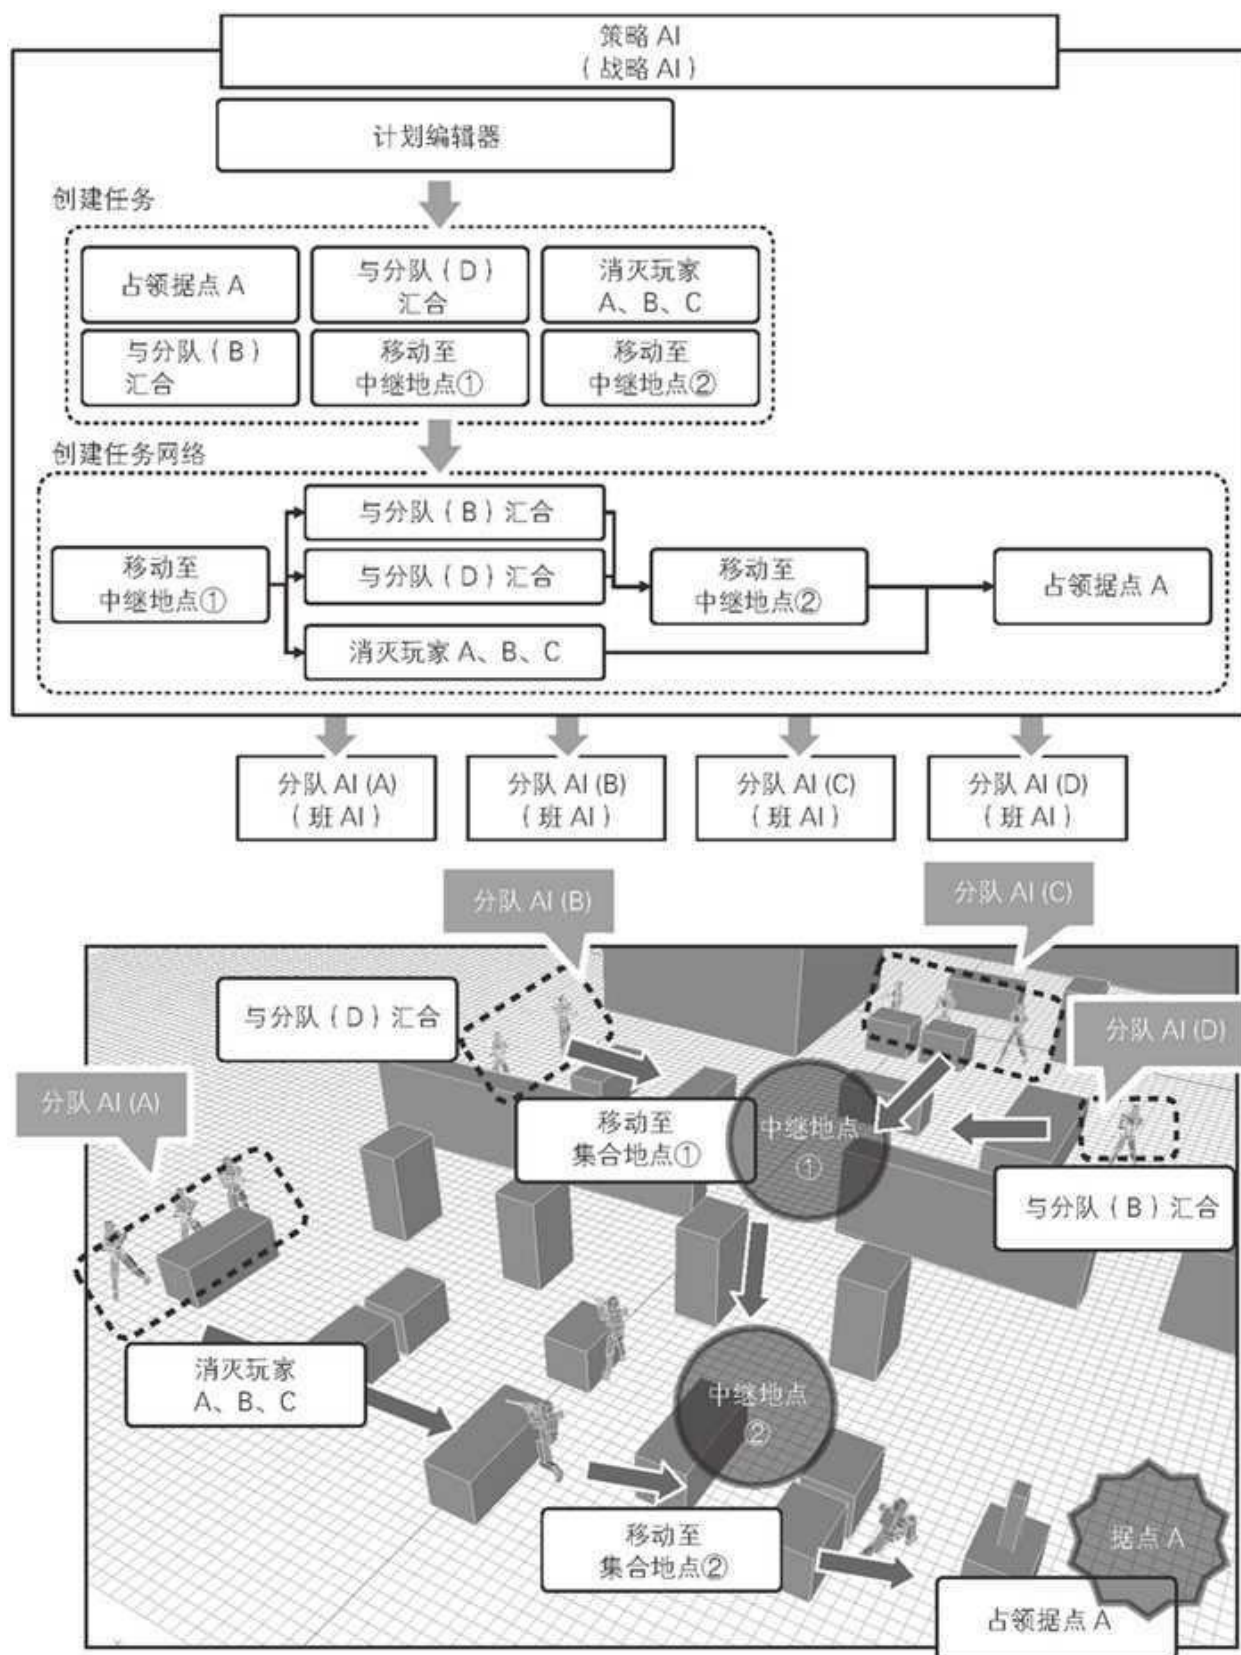 策略 AI
（战略 AI）
计划编辑器
创建任务
占领据点 A
与分队（D）
汇合
消灭玩家
A、B、C
与分队（B）
汇合
移动至
中继地点①
移动至
中继地点②
创建任务网络
移动至
中继地点①
与分队（B）汇合
与分队（D）汇合
消灭玩家 A、B、C
移动至
中继地点②
占领据点 A
分队 AI (A)
（班 AI）
分队 AI (B)
（班 AI）
分队 AI (C)
（班 AI）
分队 AI (D)
（班 AI）
分队 AI (B)
分队 AI (C)
与分队（D）汇合
分队 AI (D)
分队 AI (A)
移动至
集合地点①
中继地点
①
与分队（B）汇合
消灭玩家
A、B、C
中继地点
②
移动至
集合地点②
据点 A
占领据点 A